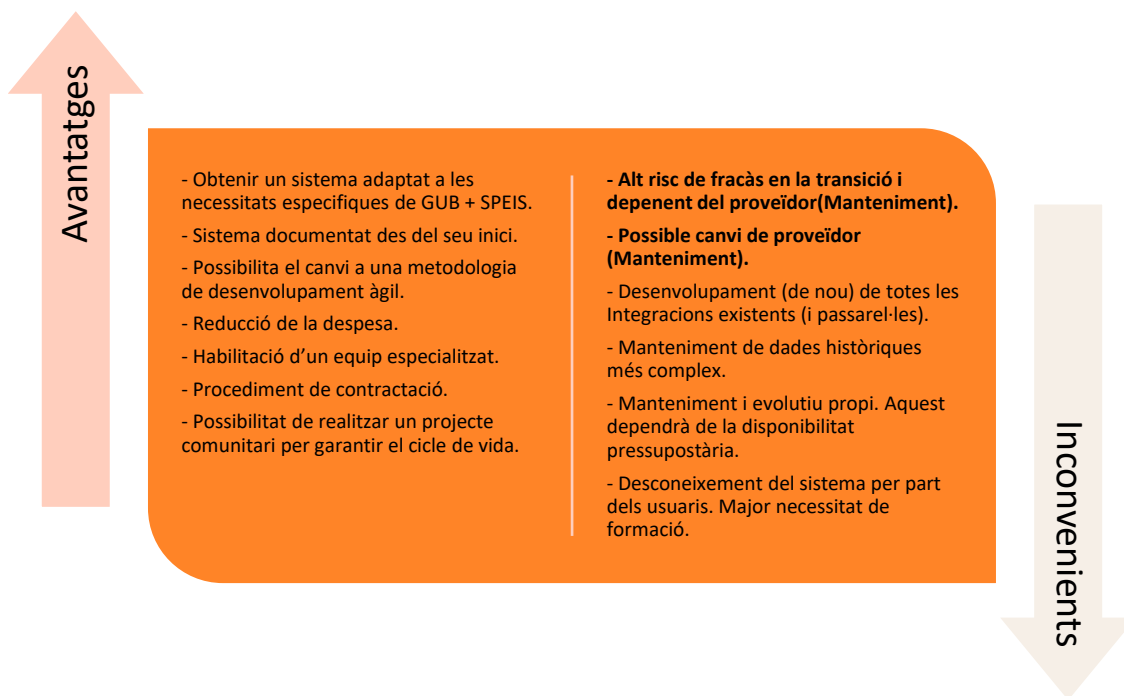 Avantatges
- Obtenir un sistema adaptat a les
necessitats especifiques de GUB + SPEIS.
- Sistema documentat des del seu inici.
- Possibilita el canvi a una metodologia
de desenvolupament àgil.
- Reducció de la despesa.
- Habilitació d’un equip especialitzat.
- Procediment de contractació.
- Possibilitat de realitzar un projecte
comunitari per garantir el cicle de vida.
- Alt risc de fracàs en la transició i
depenent del proveïdor(Manteniment).
- Possible canvi de proveïdor
(Manteniment).
- Desenvolupament (de nou) de totes les
Integracions existents (i passarel·les).
- Manteniment de dades històriques
més complex.
- Manteniment i evolutiu propi. Aquest
dependrà de la disponibilitat
pressupostària.
- Desconeixement del sistema per part
dels usuaris. Major necessitat de
formació.
Inconvenients